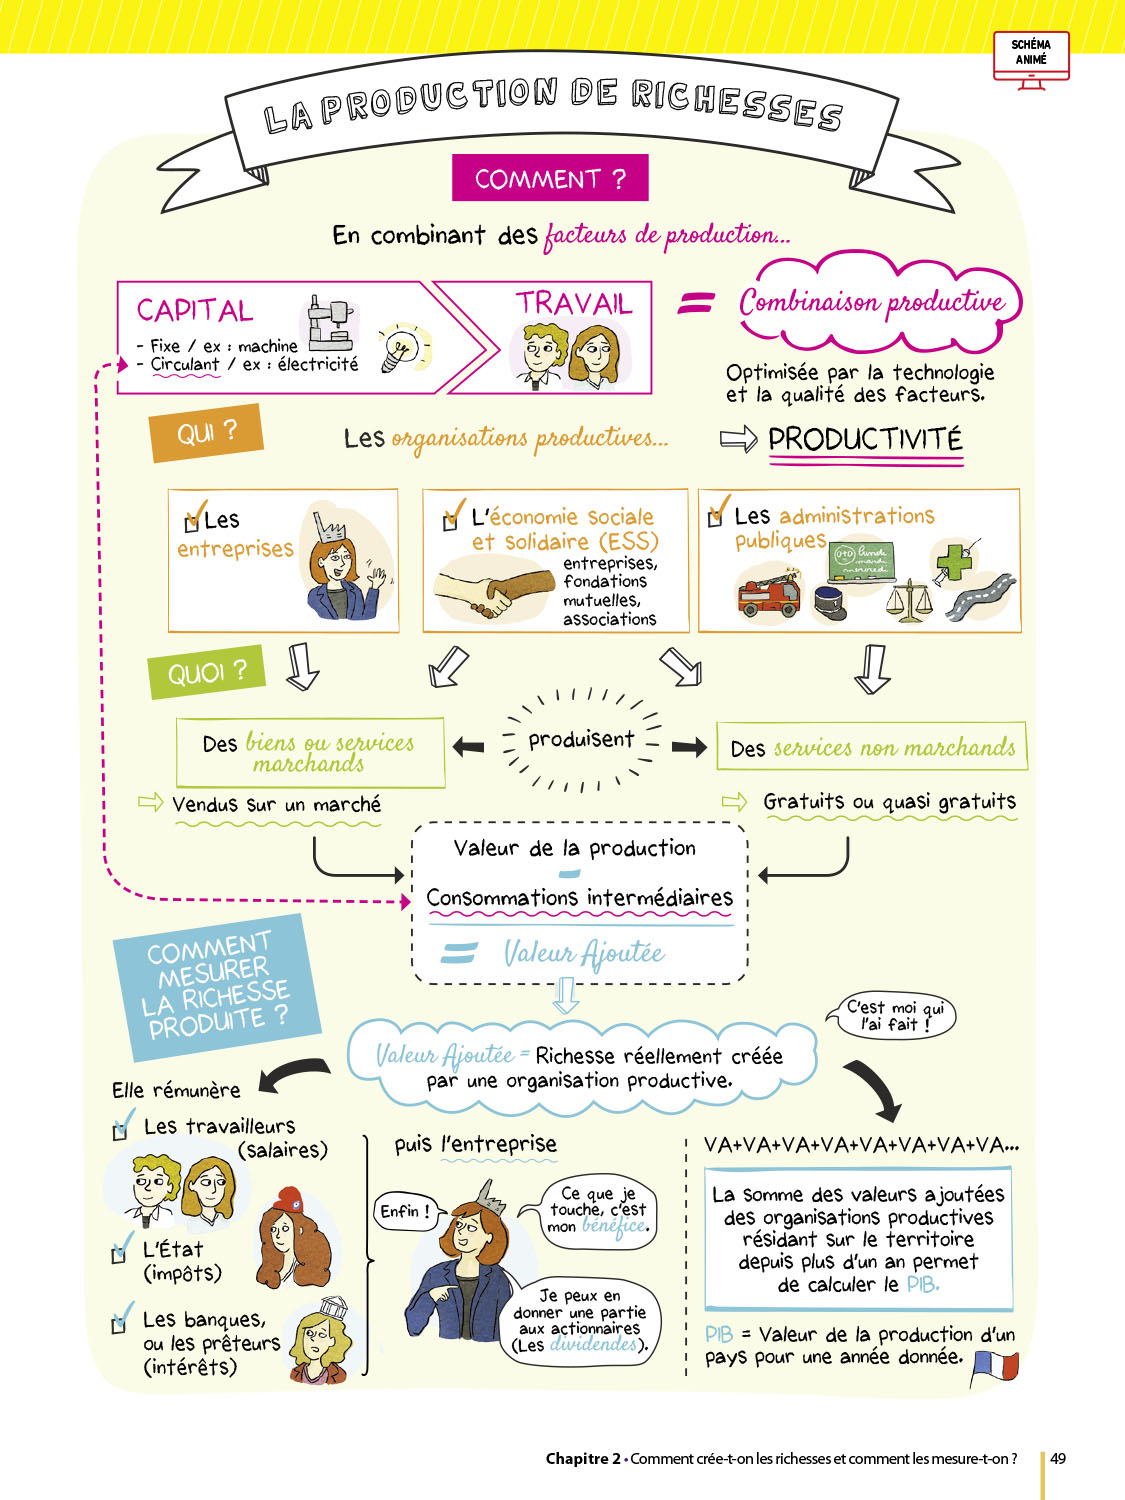 SCHÉMA
ANIMÉ
LA PRODUCTION DE RICHESSES
COMMENT ?
En combinant des facteurs de production...
CAPITAL
- Fixe / ex : machine
- Circulant / ex : électricité
TRAVAIL
= Combinaison productive
Optimisée par la technologie
et la qualité des facteurs.
PRODUCTIVITÉ
QUI ?
Les organisations productives...
Les
entreprises
L'économie sociale
et solidaire (ESS)
entreprises,
fondations
mutuelles,
associations
Les administrations
publiques
lundi
mardi
mercredi
QUOI ?
Des biens ou services
marchands
produisent
Des services non marchands
Vendus sur un marché
Gratuits ou quasi gratuits
Valeur de la production
-
Consommations intermédiaires
= Valeur Ajoutée
COMMENT
MESURER
LA RICHESSE
PRODUITE ?
C'est moi qui
l'ai fait !
Valeur Ajoutée = Richesse réellement créée
par une organisation productive.
Elle rémunère
Les travailleurs
(salaires)
L'État
(impôts)
Les banques,
ou les prêteurs
(intérêts)
puis l'entreprise
Enfin !
Ce que je
touche, c'est
mon bénéfice.
Je peux en
donner une partie
aux actionnaires
(Les dividendes).
VA+VA+VA+VA+VA+VA+VA+VA...
La somme des valeurs ajoutées
des organisations productives
résidant sur le territoire
depuis plus d'un an permet
de calculer le PIB.
PIB = Valeur de la production d'un
pays pour une année donnée.
Chapitre 2 • Comment crée-t-on les richesses et comment les mesure-t-on ?
49